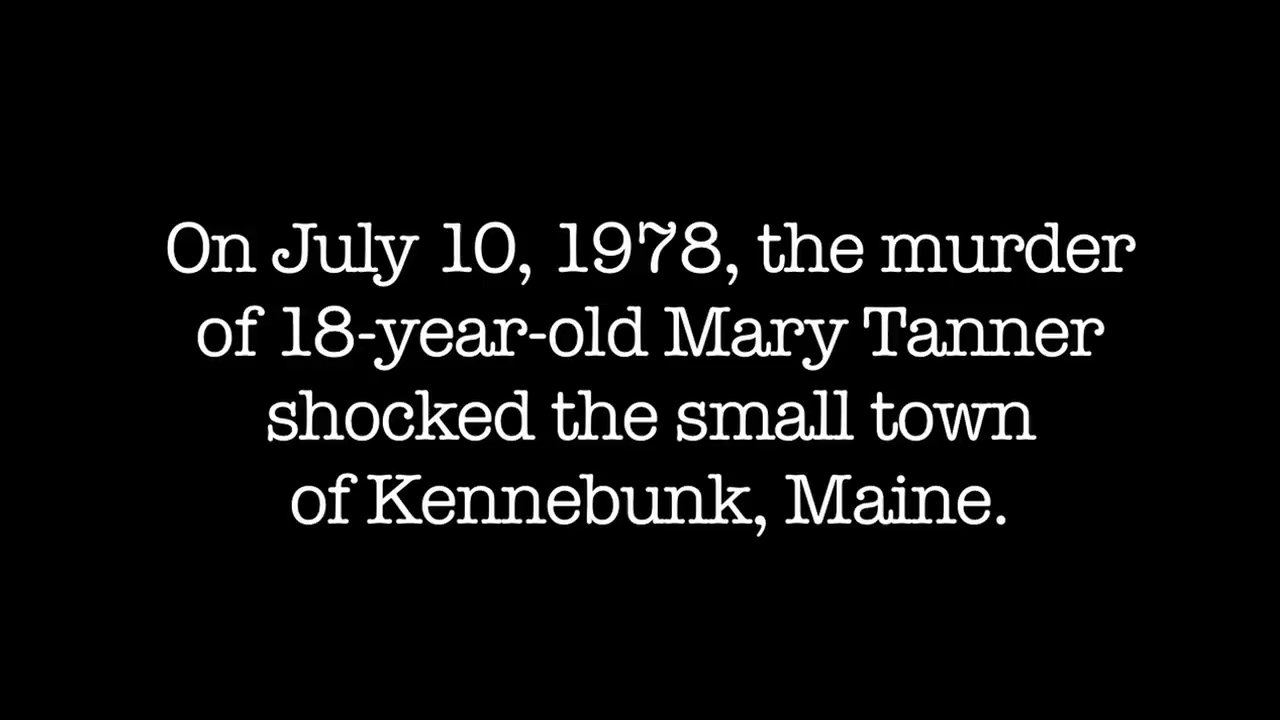 On July 10, 1978, the murder
of 18-year-old Mary Tanner
shocked the small town
of Kennebunk, Maine.